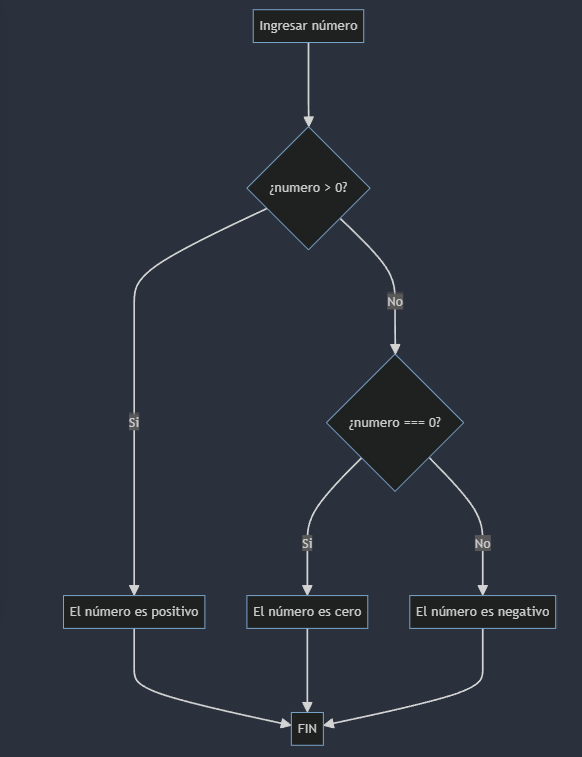 Ingresar número
¿numero > 0?
No
Si
¿numero === 0?
Si
No
El número es positivo
El número es cero
El número es negativo
FIN